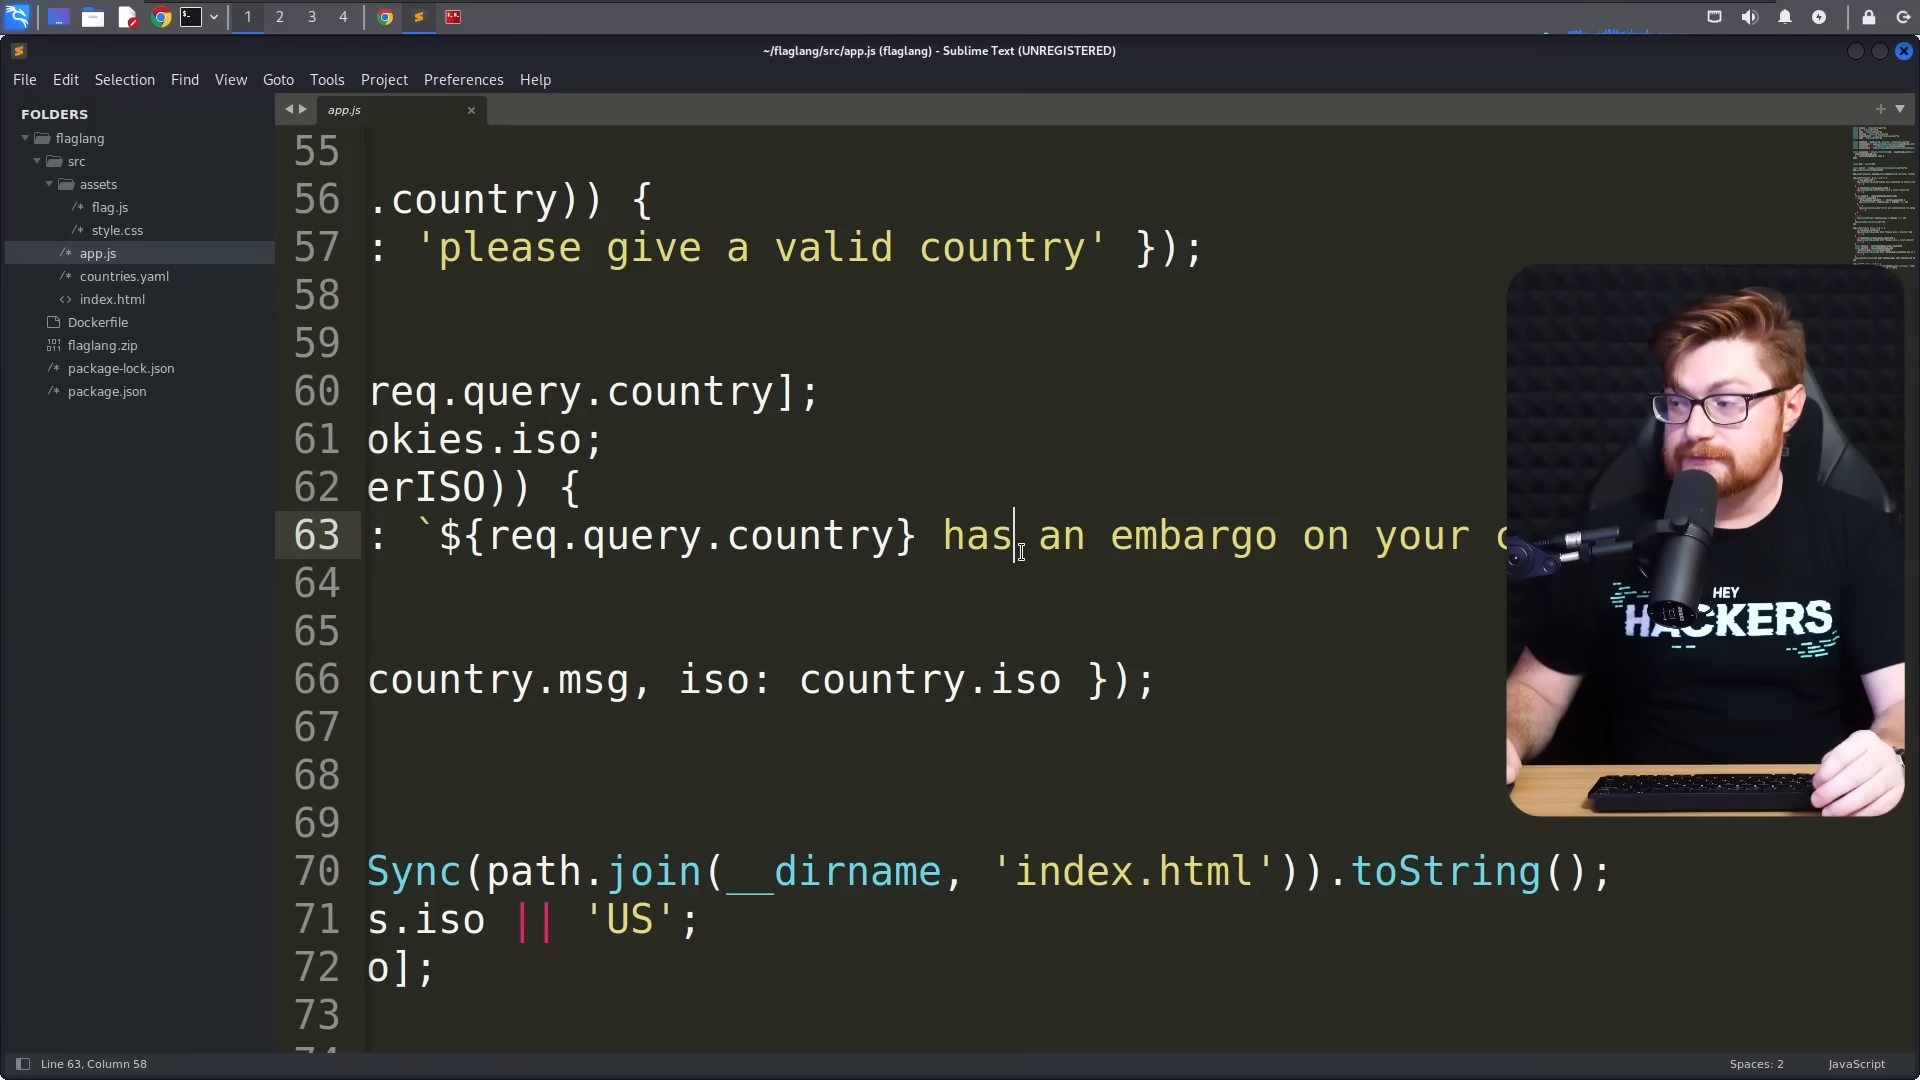 1 2 3 4
~/flaglang/src/app.js (flaglang) - Sublime Text (UNREGISTERED)
File Edit Selection Find View Goto Tools Project Preferences Help
FOLDERS
flaglang
src
assets
/* flag.js
/* style.css
/* app.js
/* countries.yaml
<> index.html
Dockerfile
flaglang.zip
/* package-lock.json
/* package.json
app.js
55
56 .country)) {
57 : 'please give a valid country' });
58
59
60 req.query.country];
61 okies.iso;
62 erISO)) {
63 : `${req.query.country} has an embargo on your c
64
65
66 country.msg, iso: country.iso });
67
68
69
70 Sync(path.join(__dirname, 'index.html')).toString();
71 s.iso || 'US';
72 o];
73
HEY
HACKERS
Line 63, Column 58
Spaces: 2
JavaScript